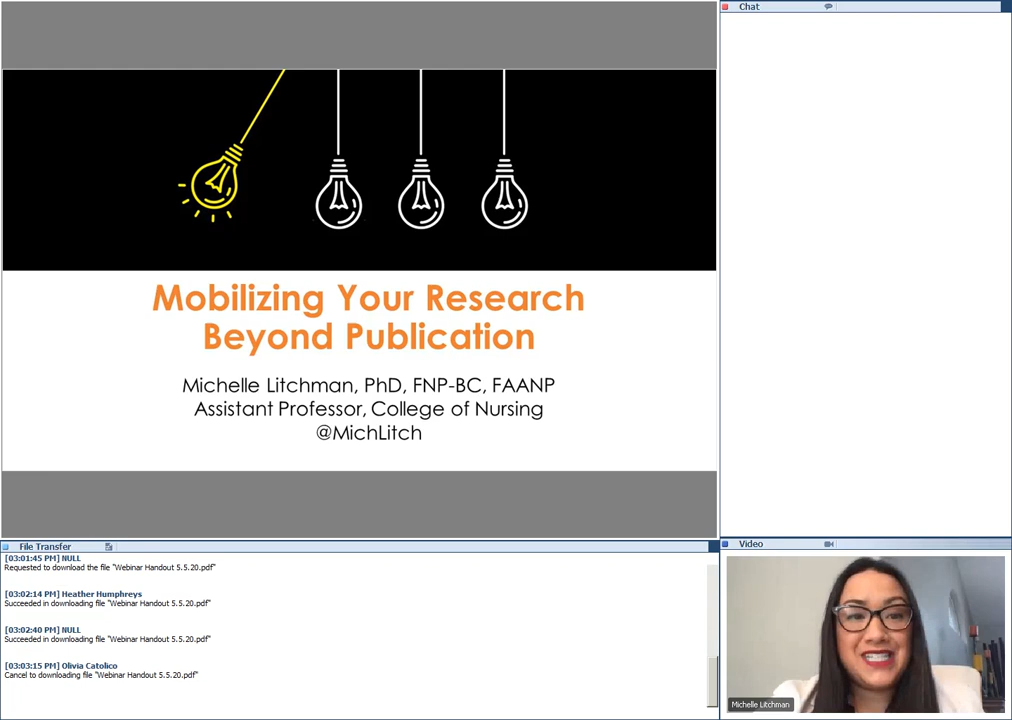 Mobilizing Your Research
Beyond Publication
Michelle Litchman, PhD, FNP-BC, FAANP
Assistant Professor, College of Nursing
@MichLitch
File Transfer
[03:01:45 PM] NULL
Requested to download the file "Webinar Handout 5.5.20.pdf"
[03:02:14 PM] Heather Humphreys
Succeeded in downloading file "Webinar Handout 5.5.20.pdf"
[03:02:40 PM] NULL
Succeeded in downloading file "Webinar Handout 5.5.20.pdf"
[03:03:15 PM] Olivia Catolico
Cancel to downloading file "Webinar Handout 5.5.20.pdf"
Chat
Video
Michelle Litchman